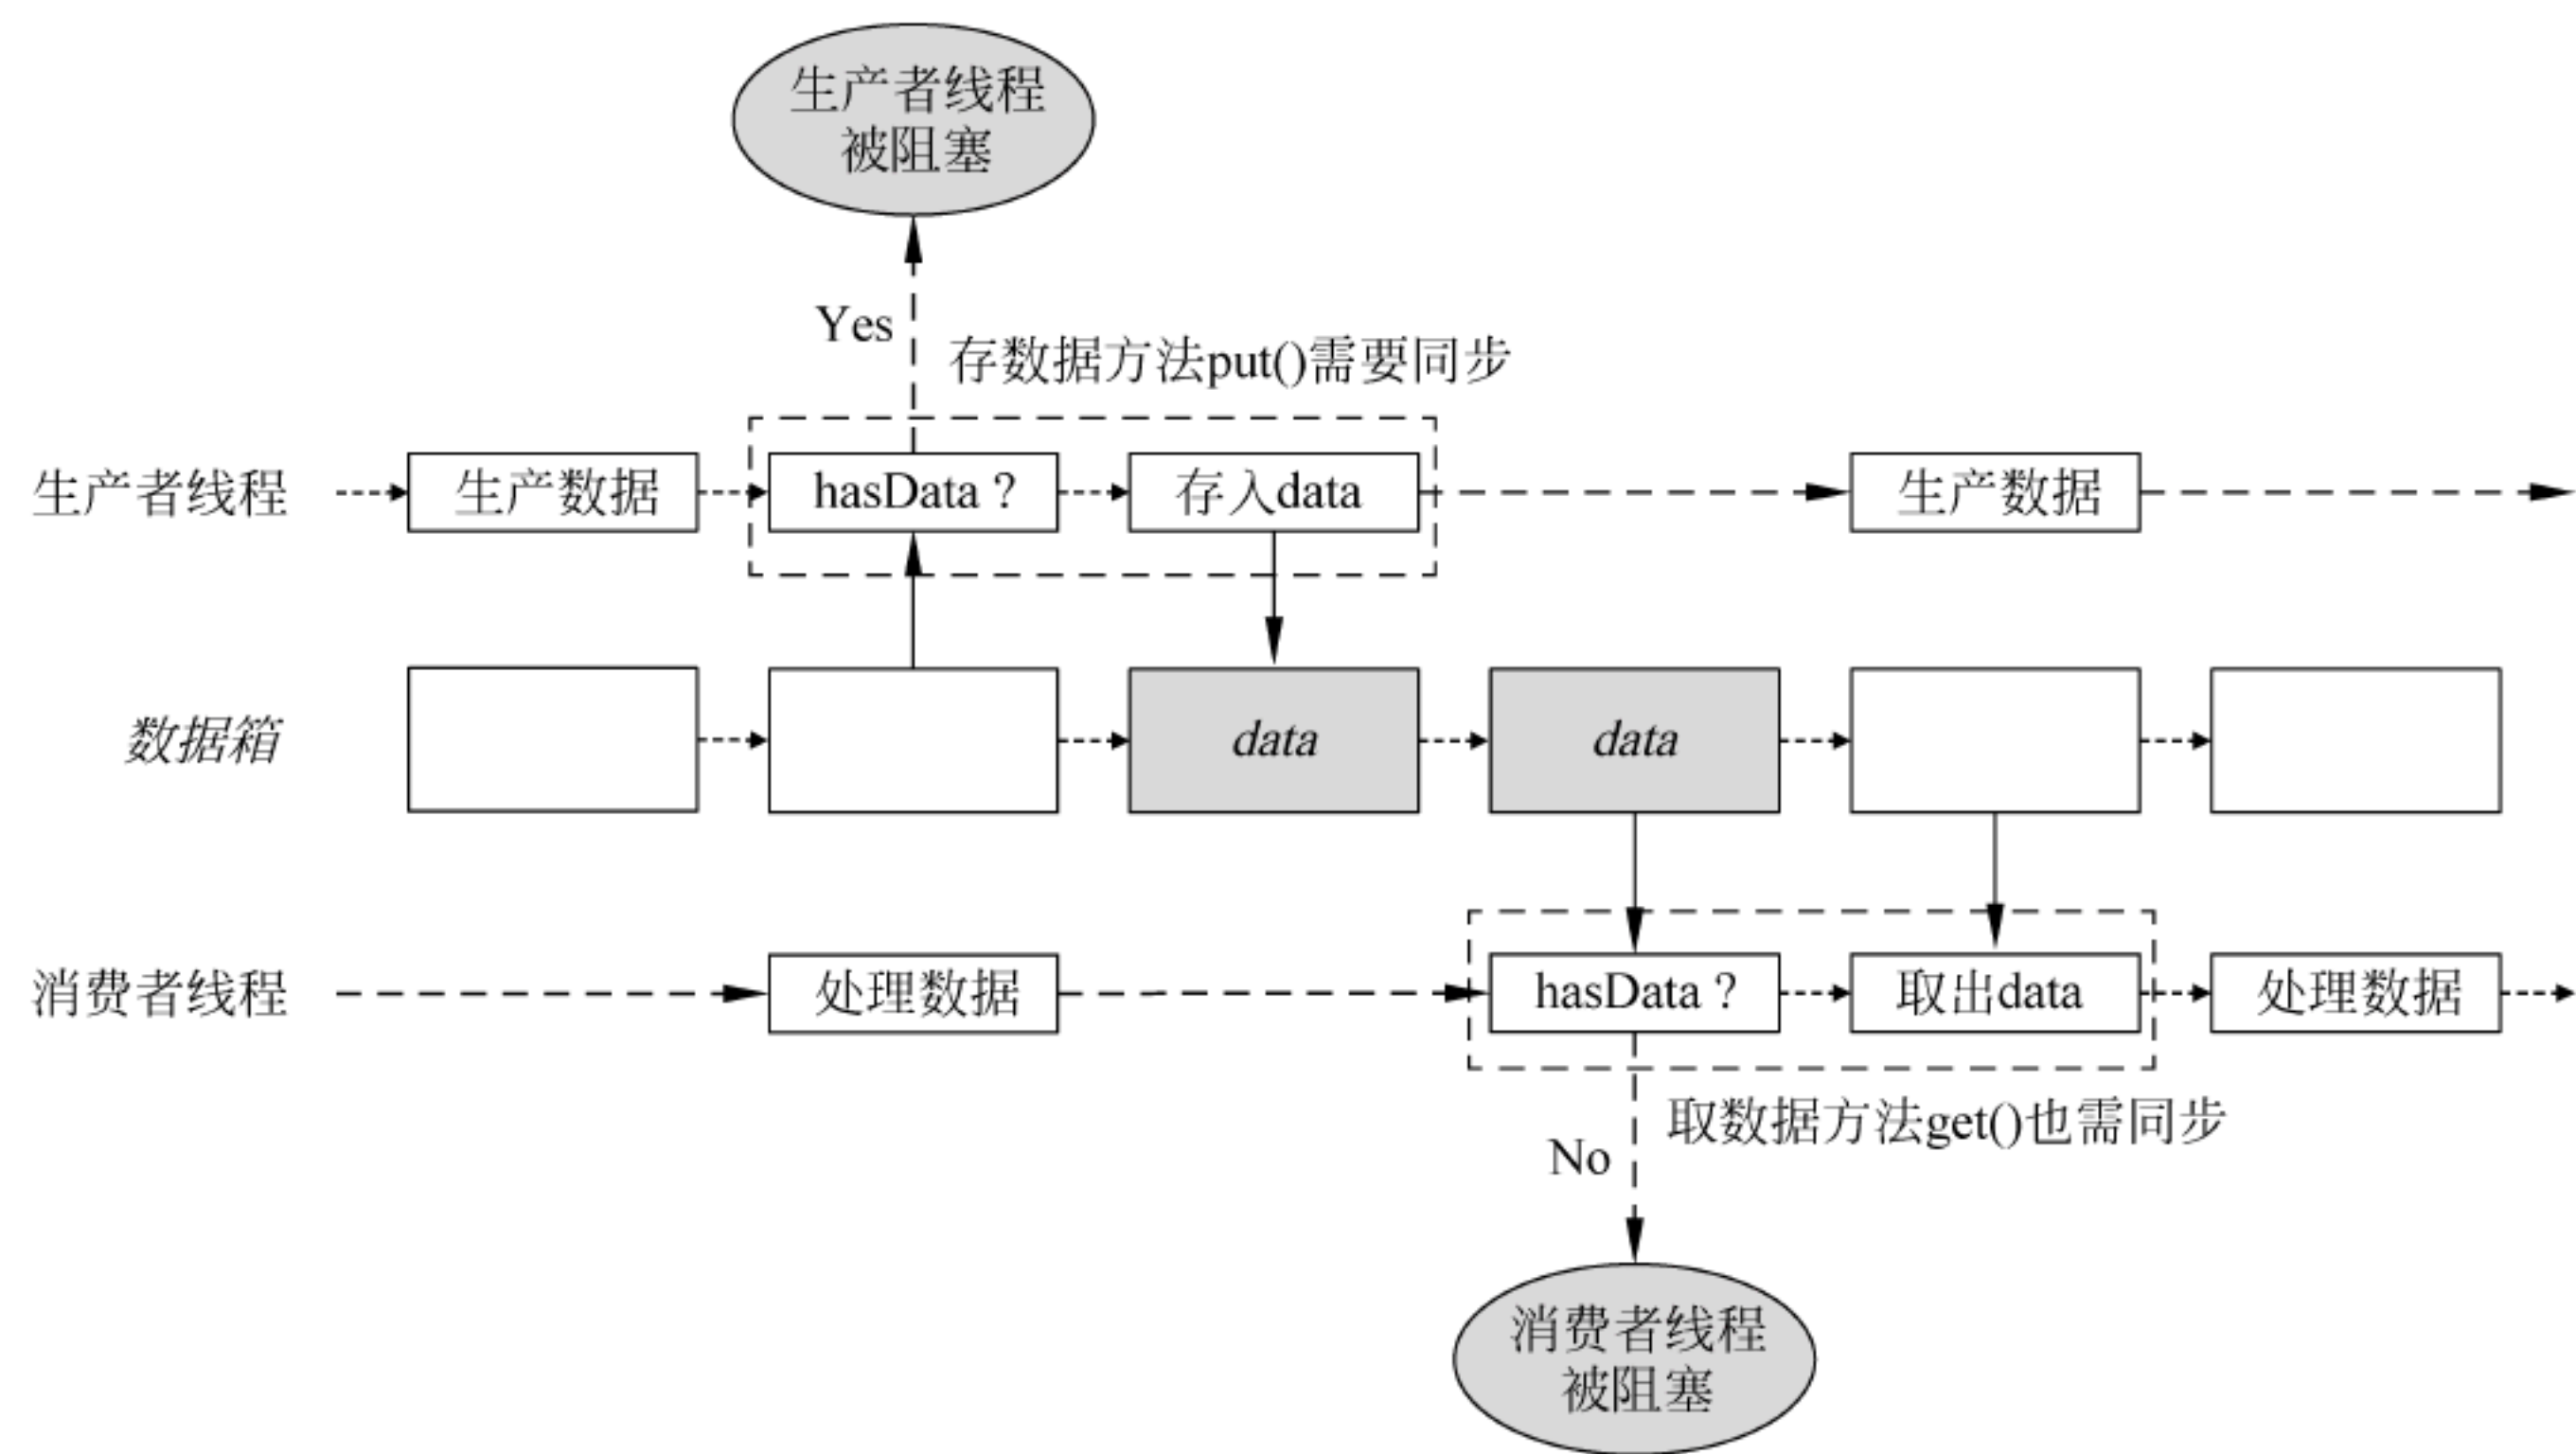 生产者线程
被阻塞
Yes
存数据方法put()需要同步
生产者线程
生产数据
hasData？
存入data
生产数据
数据箱
data
data
消费者线程
处理数据
hasData？
取出data
处理数据
取数据方法get()也需同步
No
消费者线程
被阻塞